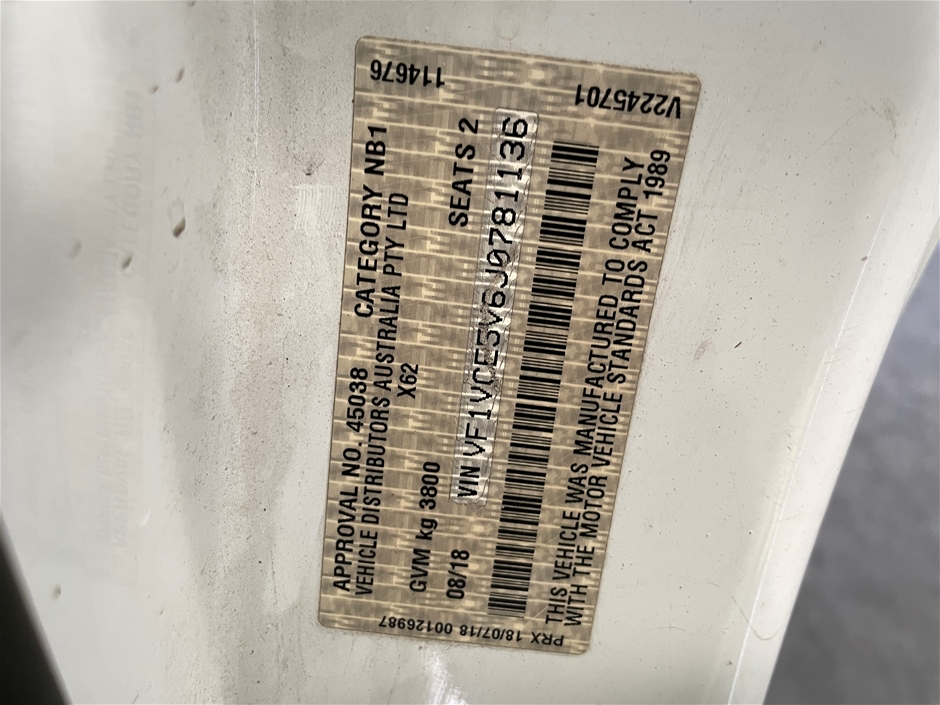 APPROVAL NO. 45038 CATEGORY NB1
VEHICLE DISTRIBUTORS AUSTRALIA PTY LTD
X62
GVM kg 3800 SEATS 2
08/18
VIN VF1VCE5V6J0781136
THIS VEHICLE WAS MANUFACTURED TO COMPLY
WITH THE MOTOR VEHICLE STANDARDS ACT 1989
114676
V2245701
PRX 18/07/18 00126987